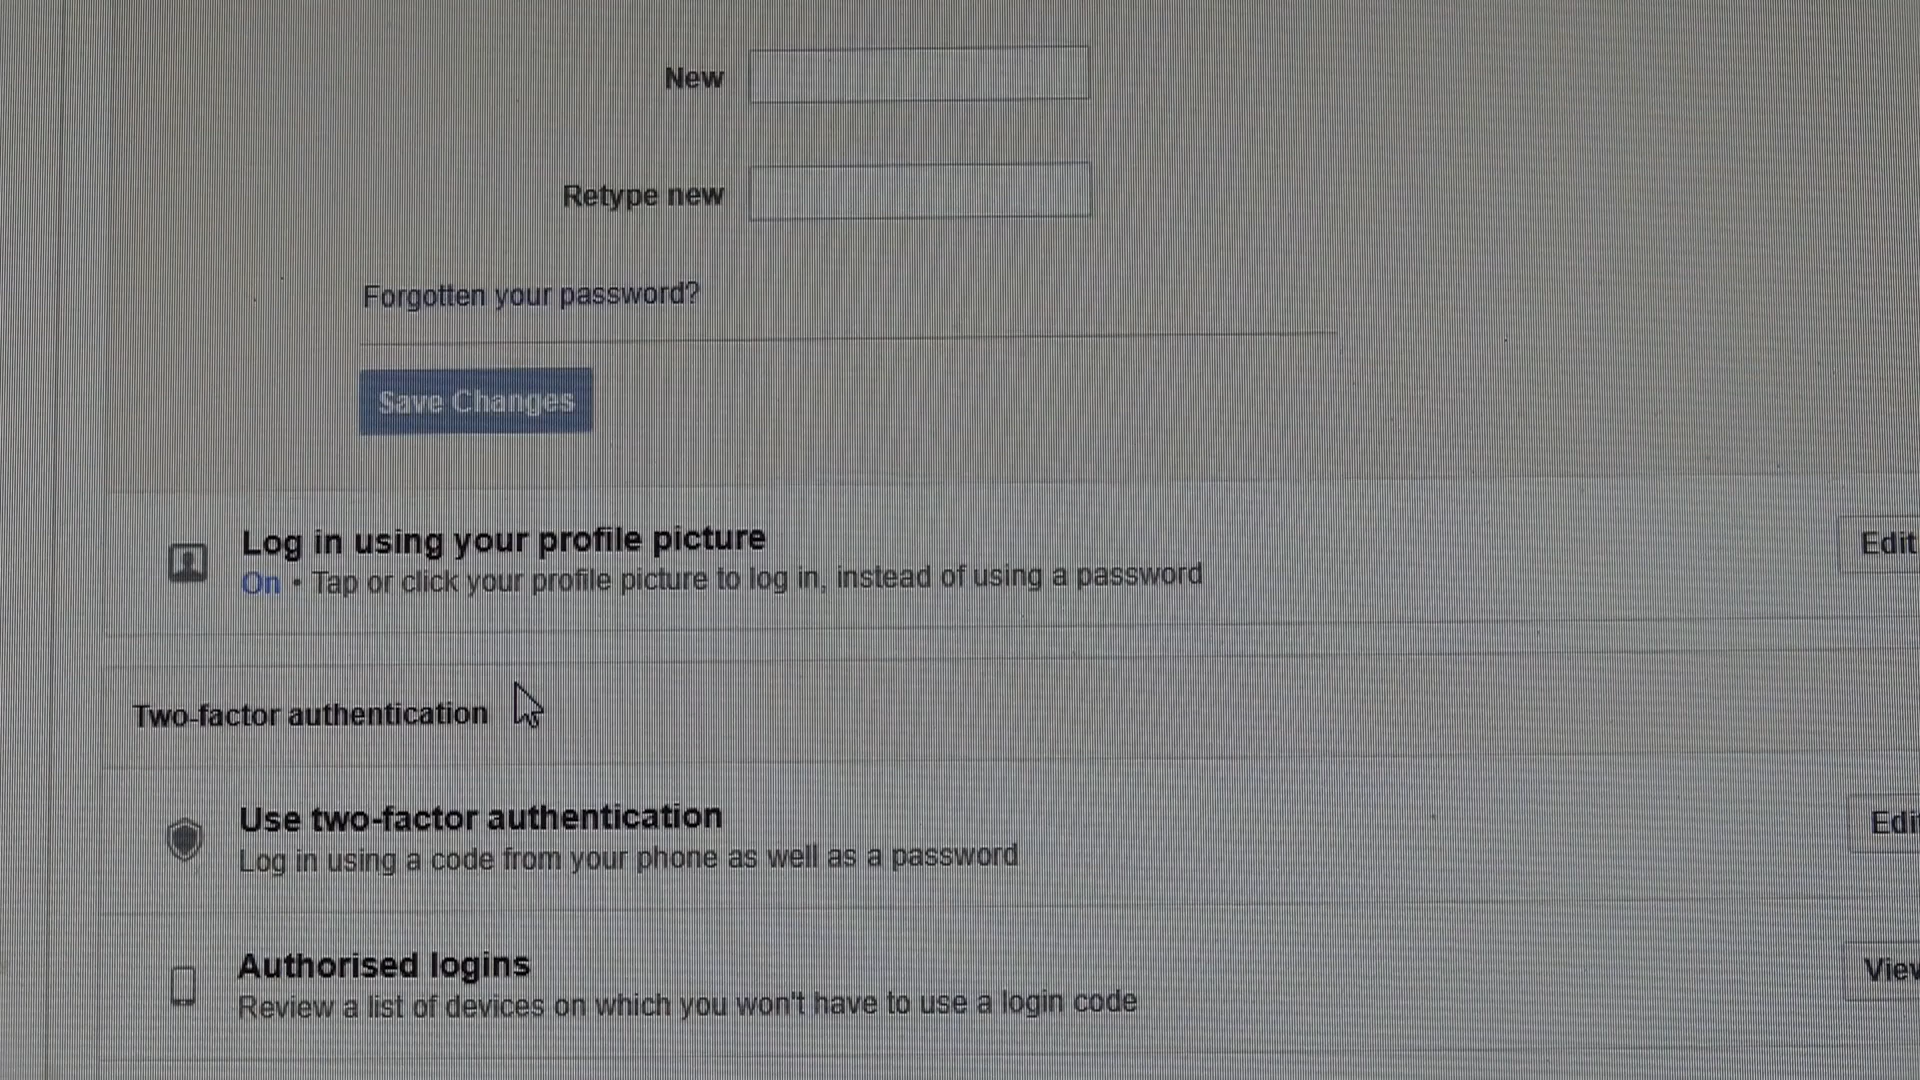 New
Retype new
Forgotten your password?
Save Changes
Log in using your profile picture
Edit
On • Tap or click your profile picture to log in, instead of using a password
Two-factor authentication
Use two-factor authentication
Edi
Log in using a code from your phone as well as a password
Authorised logins
View
Review a list of devices on which you won't have to use a login code